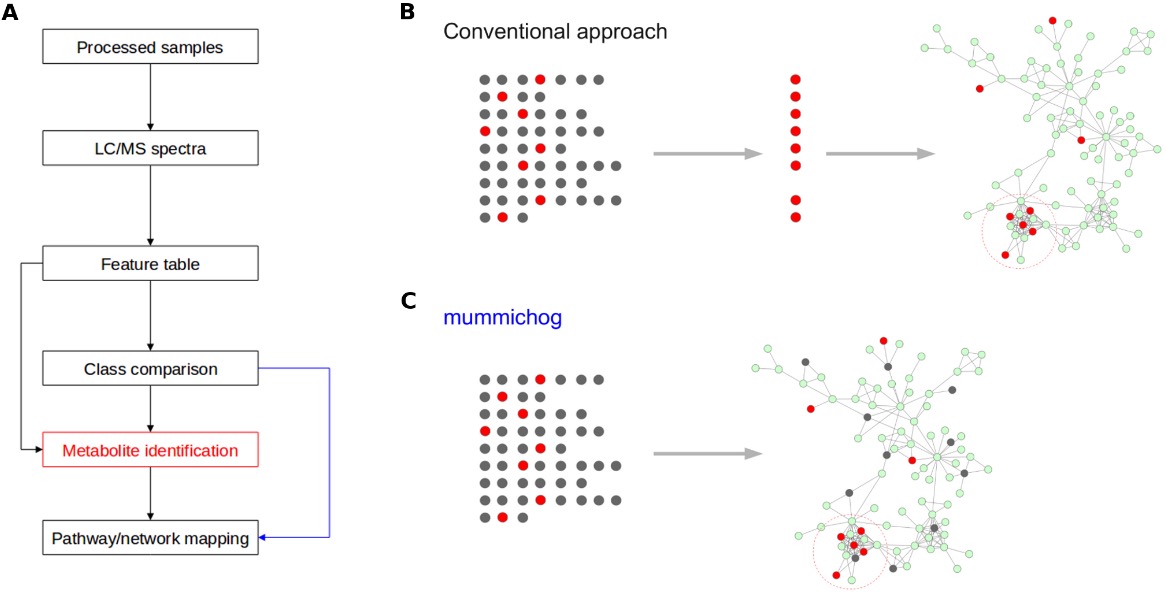 A
Processed samples
LC/MS spectra
Feature table
Class comparison
Metabolite identification
Pathway/network mapping
B
Conventional approach
C
mummichog